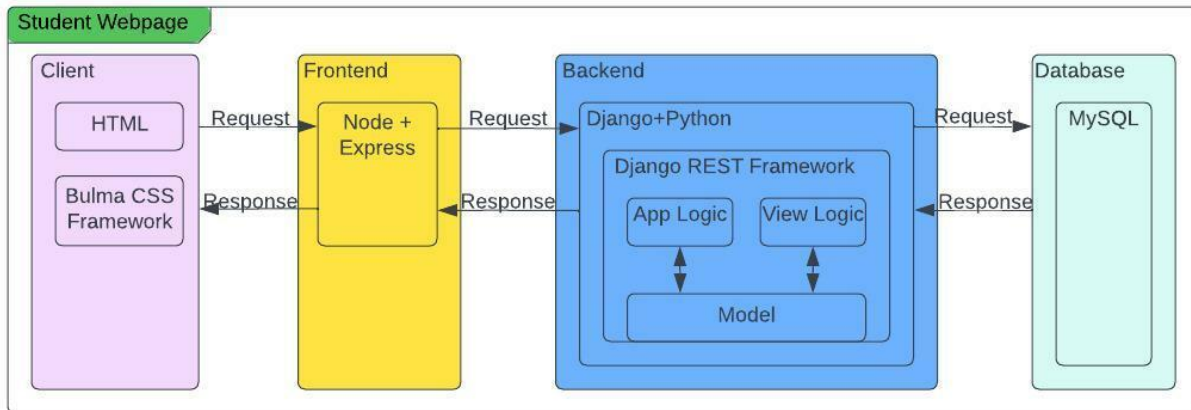 Student Webpage
Client
HTML
Bulma CSS
Framework
Request
Response
Frontend
Node +
Express
Request
Response
Backend
Django+Python
Django REST Framework
App Logic
View Logic
Model
Request
Response
Database
MySQL